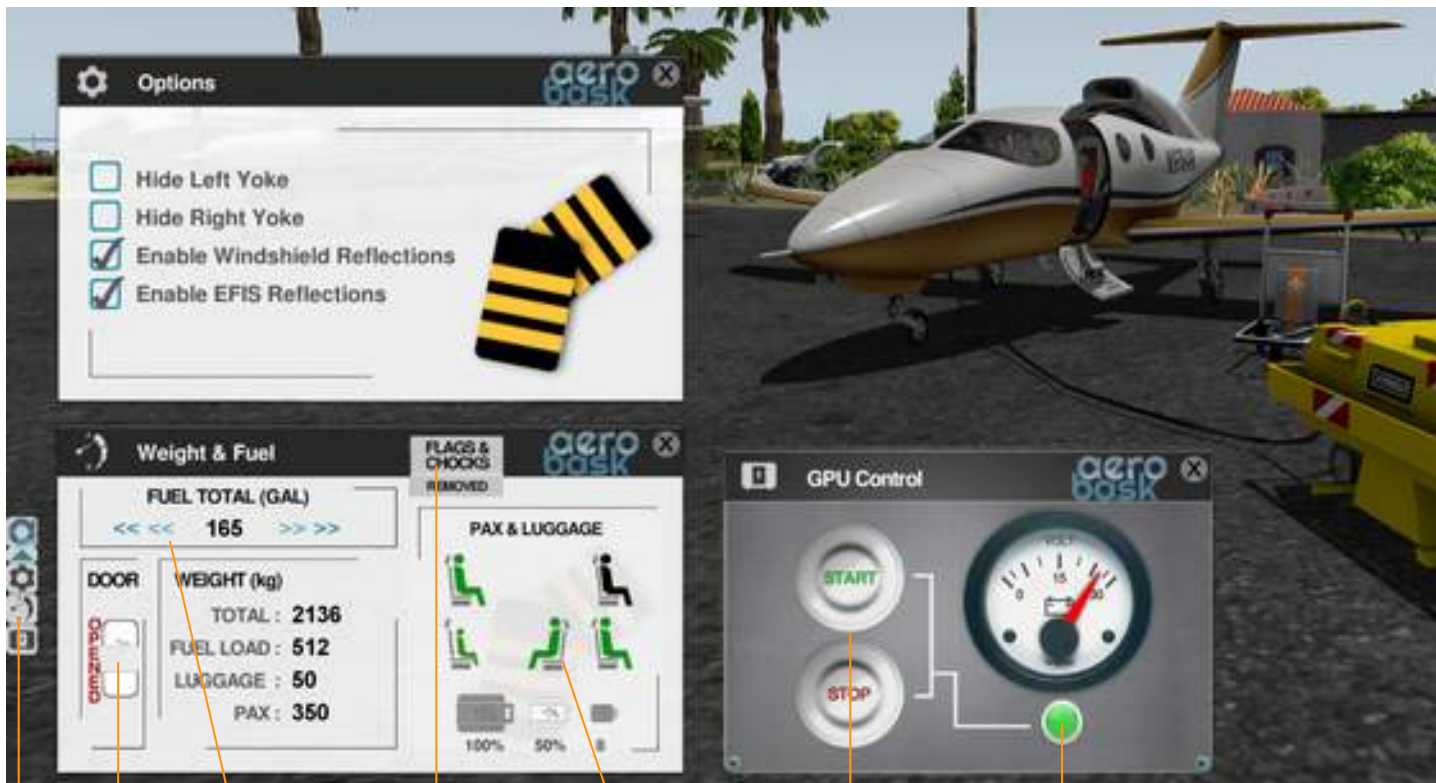 Options
aero
bask
Hide Left Yoke
Hide Right Yoke
Enable Windshield Reflections
Enable EFIS Reflections
Weight & Fuel
FLAGS &
CHOCKS
REMOVED
aero
bask
FUEL TOTAL (GAL)
<< << 165 >> >>
DOOR
OPENED
WEIGHT (kg)
TOTAL : 2136
FUEL LOAD : 512
LUGGAGE : 50
PAX : 350
PAX & LUGGAGE
100% 50% 0
GPU Control
aero
bask
START
STOP
VOLT
0 15 30